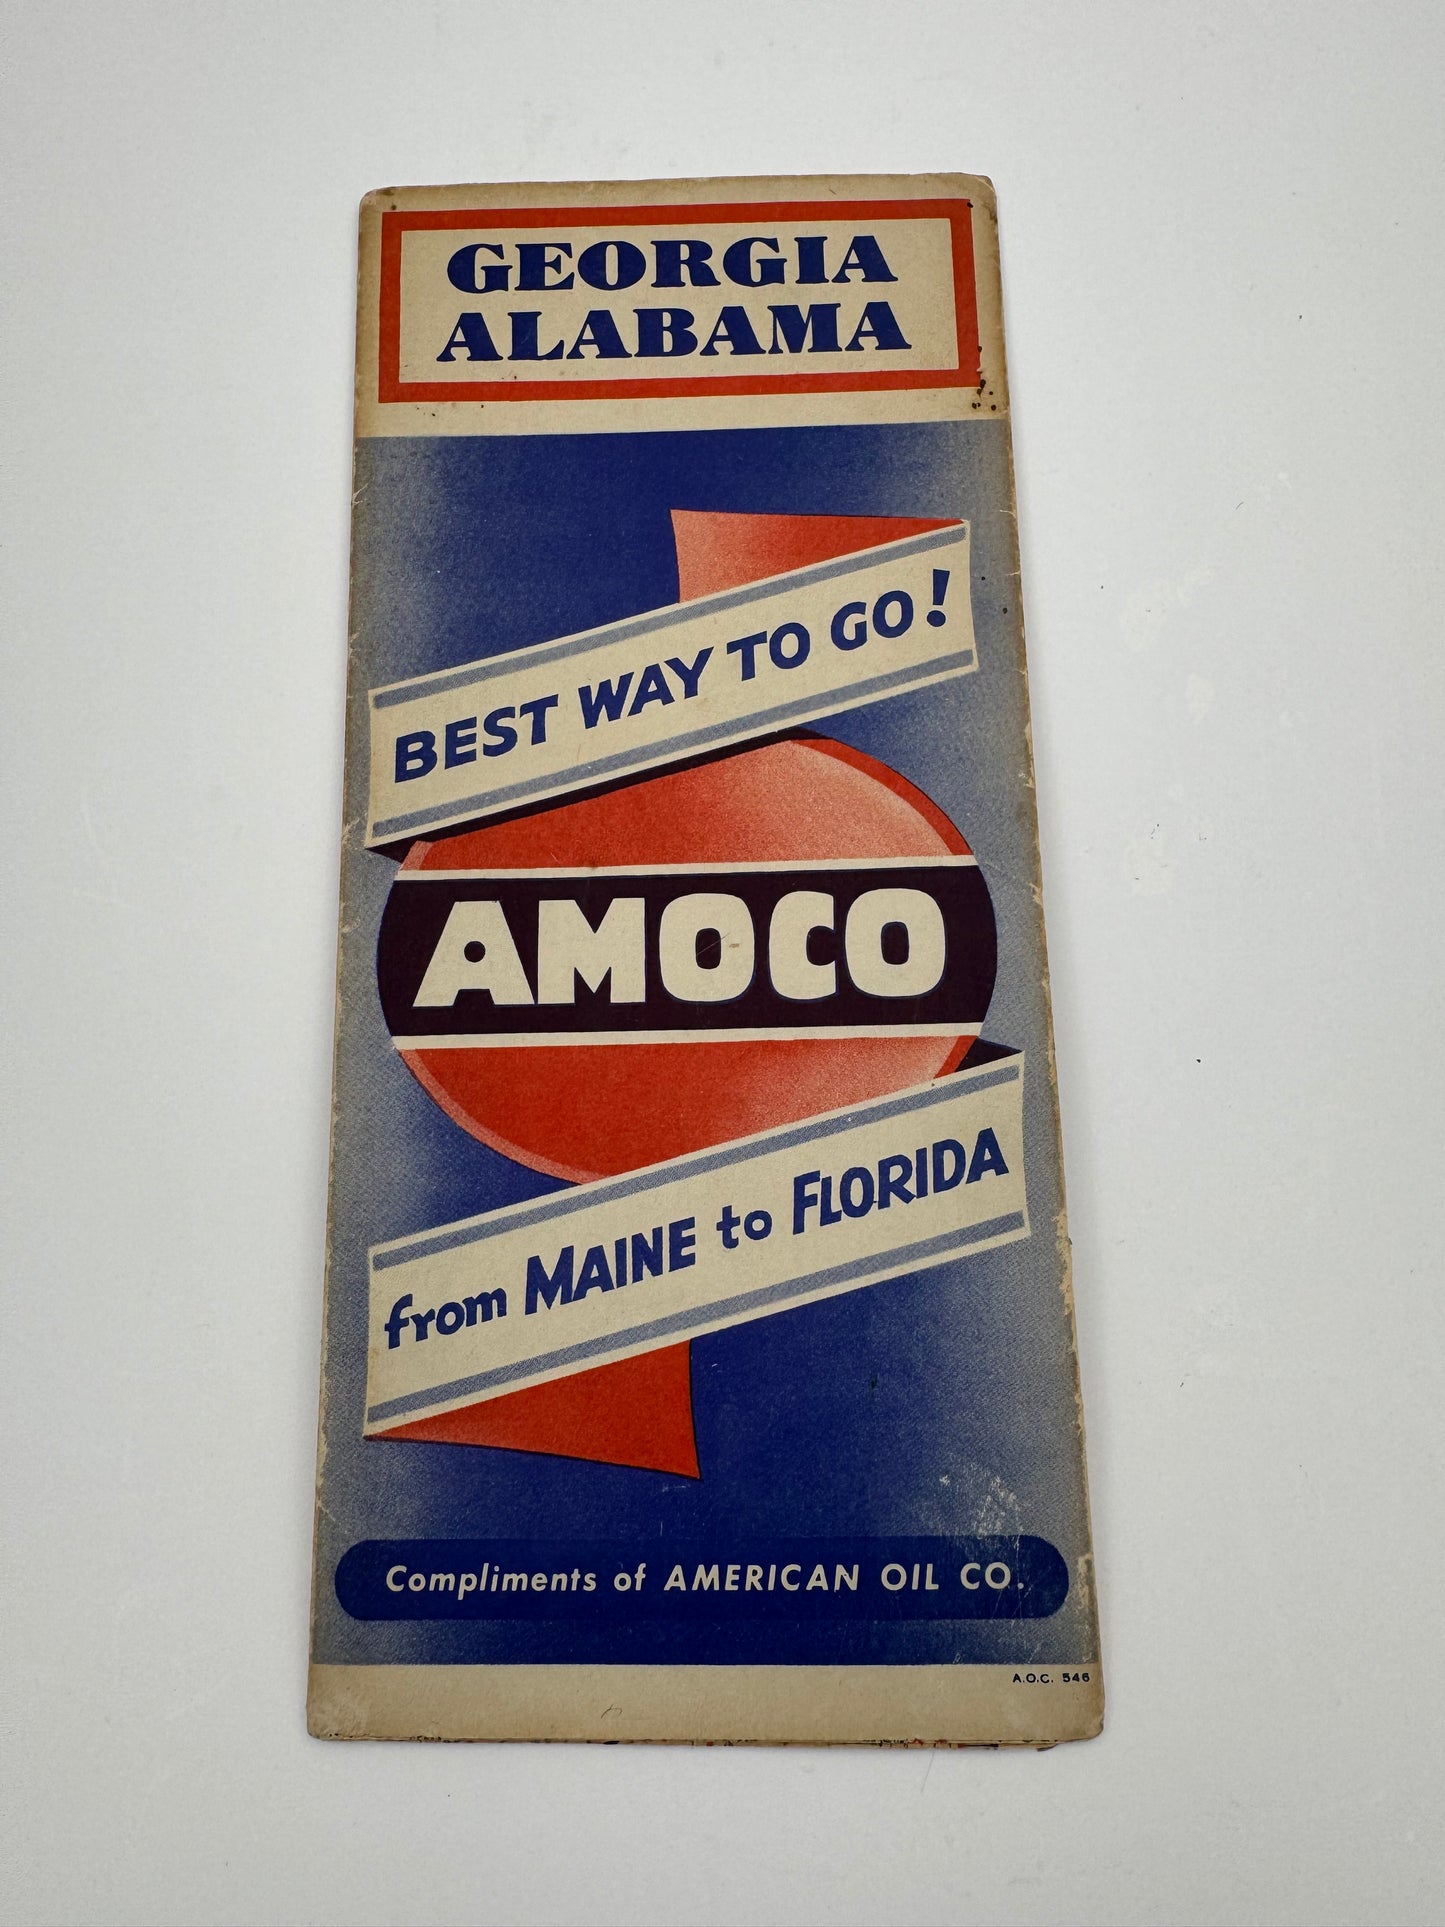 GEORGIA
ALABAMA
BEST WAY TO GO!
AMOCO
from MAINE to FLORIDA
Compliments of AMERICAN OIL CO.
A.O.C. 546